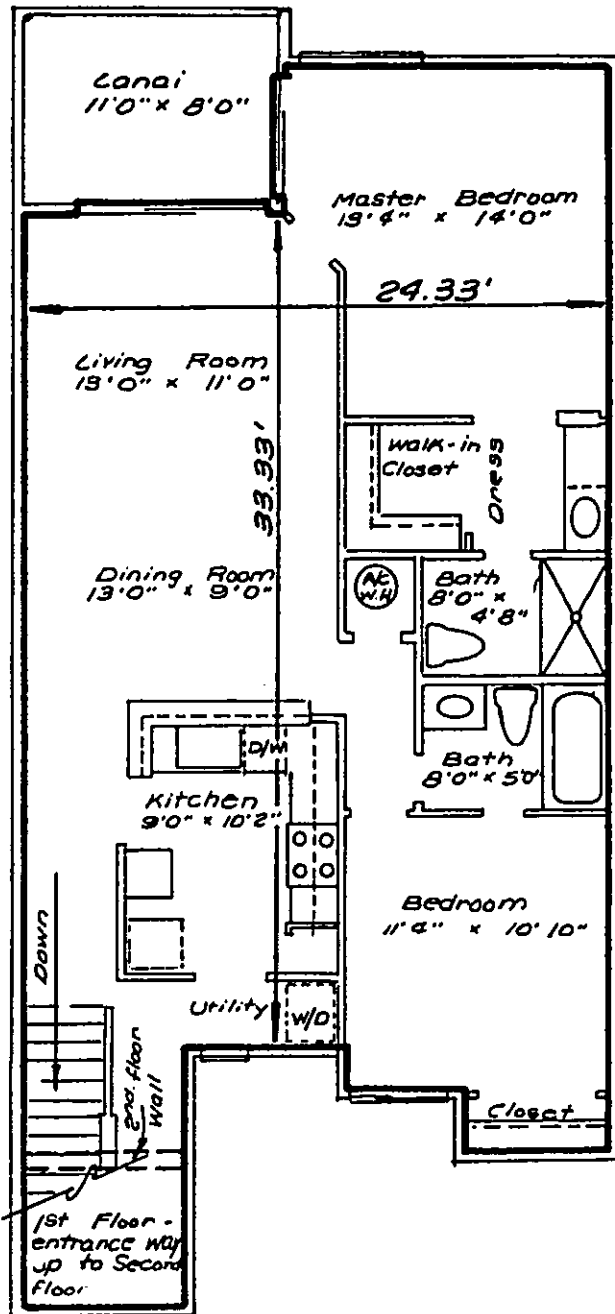 Lanai
11'0" x 8'0"
Master Bedroom
13'4" x 14'0"
24.33'
Living Room
13'0" x 11'0"
33.33'
Walk-in
Closet
Dress
Dining Room
13'0" x 9'0"
A/C
W.H
Bath
8'0" x
4'8"
D/W
Bath
8'0" x 5'0"
Kitchen
9'0" x 10'2"
Bedroom
11'4" x 10'10"
Down
Utility
W/D
2nd. floor
Wall
Closet
1st Floor -
entrance way
up to Second
floor